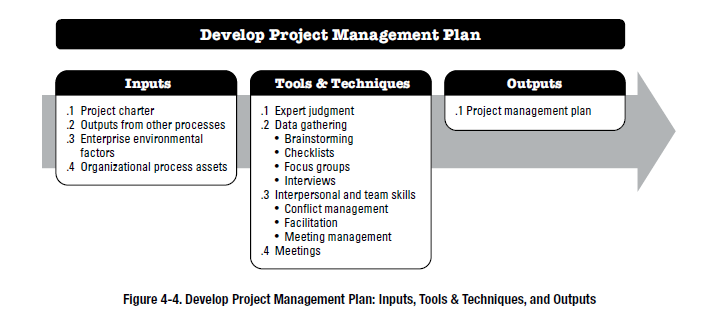 Develop Project Management Plan
Inputs
.1 Project charter
.2 Outputs from other processes
.3 Enterprise environmental
factors
.4 Organizational process assets
Tools & Techniques
.1 Expert judgment
.2 Data gathering
• Brainstorming
• Checklists
• Focus groups
• Interviews
.3 Interpersonal and team skills
• Conflict management
• Facilitation
• Meeting management
.4 Meetings
Outputs
.1 Project management plan
Figure 4-4. Develop Project Management Plan: Inputs, Tools & Techniques, and Outputs